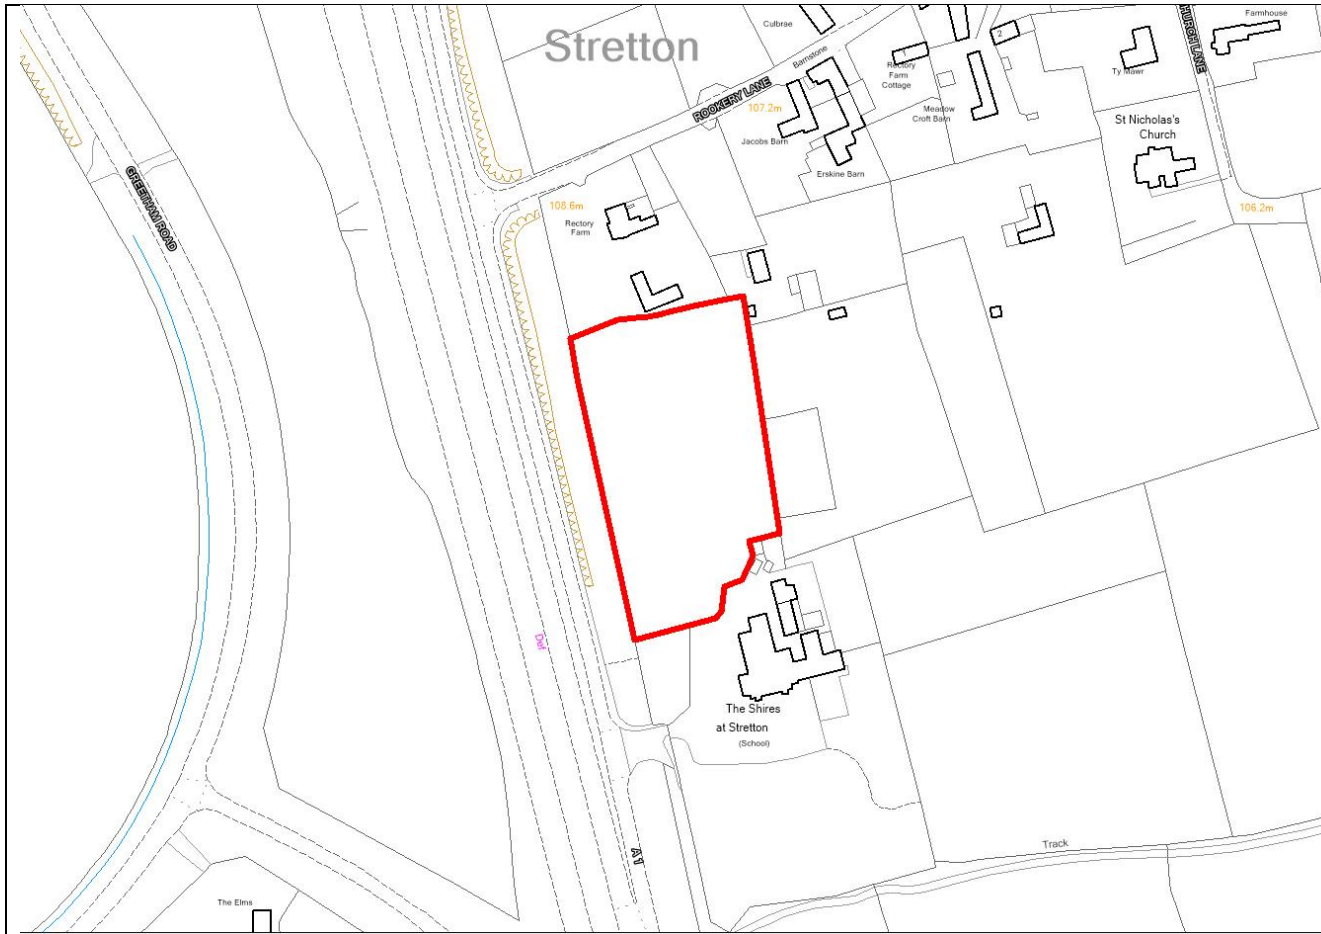 Culbrae
Farmhouse
Stretton
CHURCH LANE
2
Barnstone
Rectory
Farm
Cottage
Ty Mawr
ROOKERY LANE
107.2m
Meadow
Croft Barn
St Nicholas's
Church
Jacobs Barn
Erskine Barn
GREETHAM ROAD
108.6m
106.2m
Rectory
Farm
Def
The Shires
at Stretton
(School)
A 1
Track
The Elms